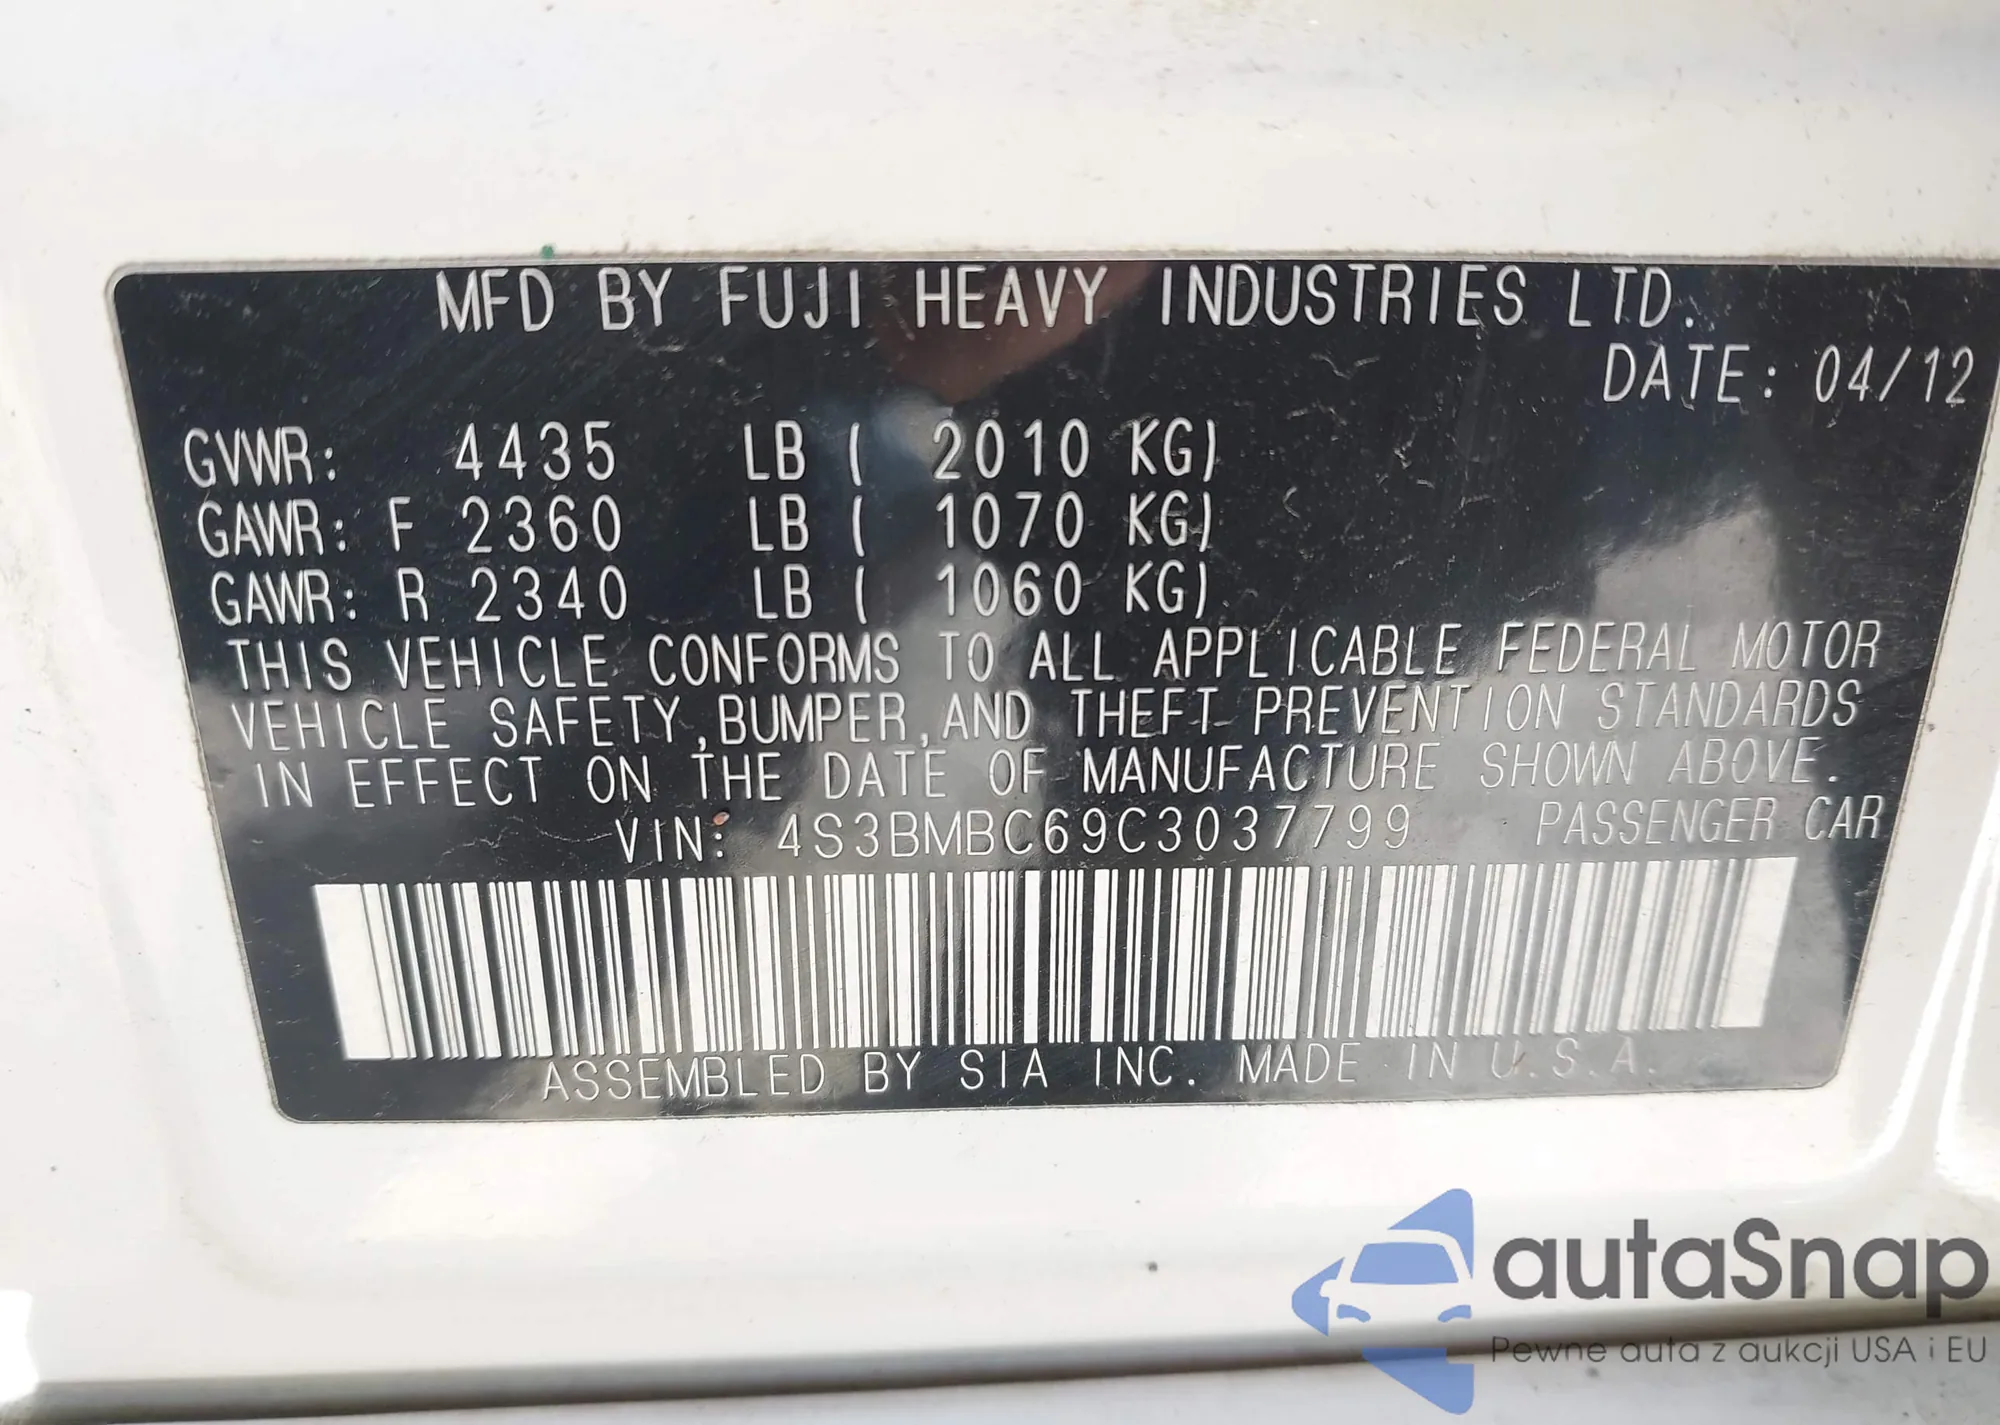 MFD BY FUJI HEAVY INDUSTRIES LTD.
DATE: 04/12
GVWR: 4435 LB ( 2010 KG)
GAWR: F 2360 LB ( 1070 KG)
GAWR: R 2340 LB ( 1060 KG)
THIS VEHICLE CONFORMS TO ALL APPLICABLE FEDERAL MOTOR
VEHICLE SAFETY,BUMPER,AND THEFT PREVENTION STANDARDS
IN EFFECT ON THE DATE OF MANUFACTURE SHOWN ABOVE.
VIN: 4S3BMBC69C3037799 PASSENGER CAR
ASSEMBLED BY SIA INC. MADE IN U.S.A.
autaSnap
Pewne auta z aukcji USA i EU